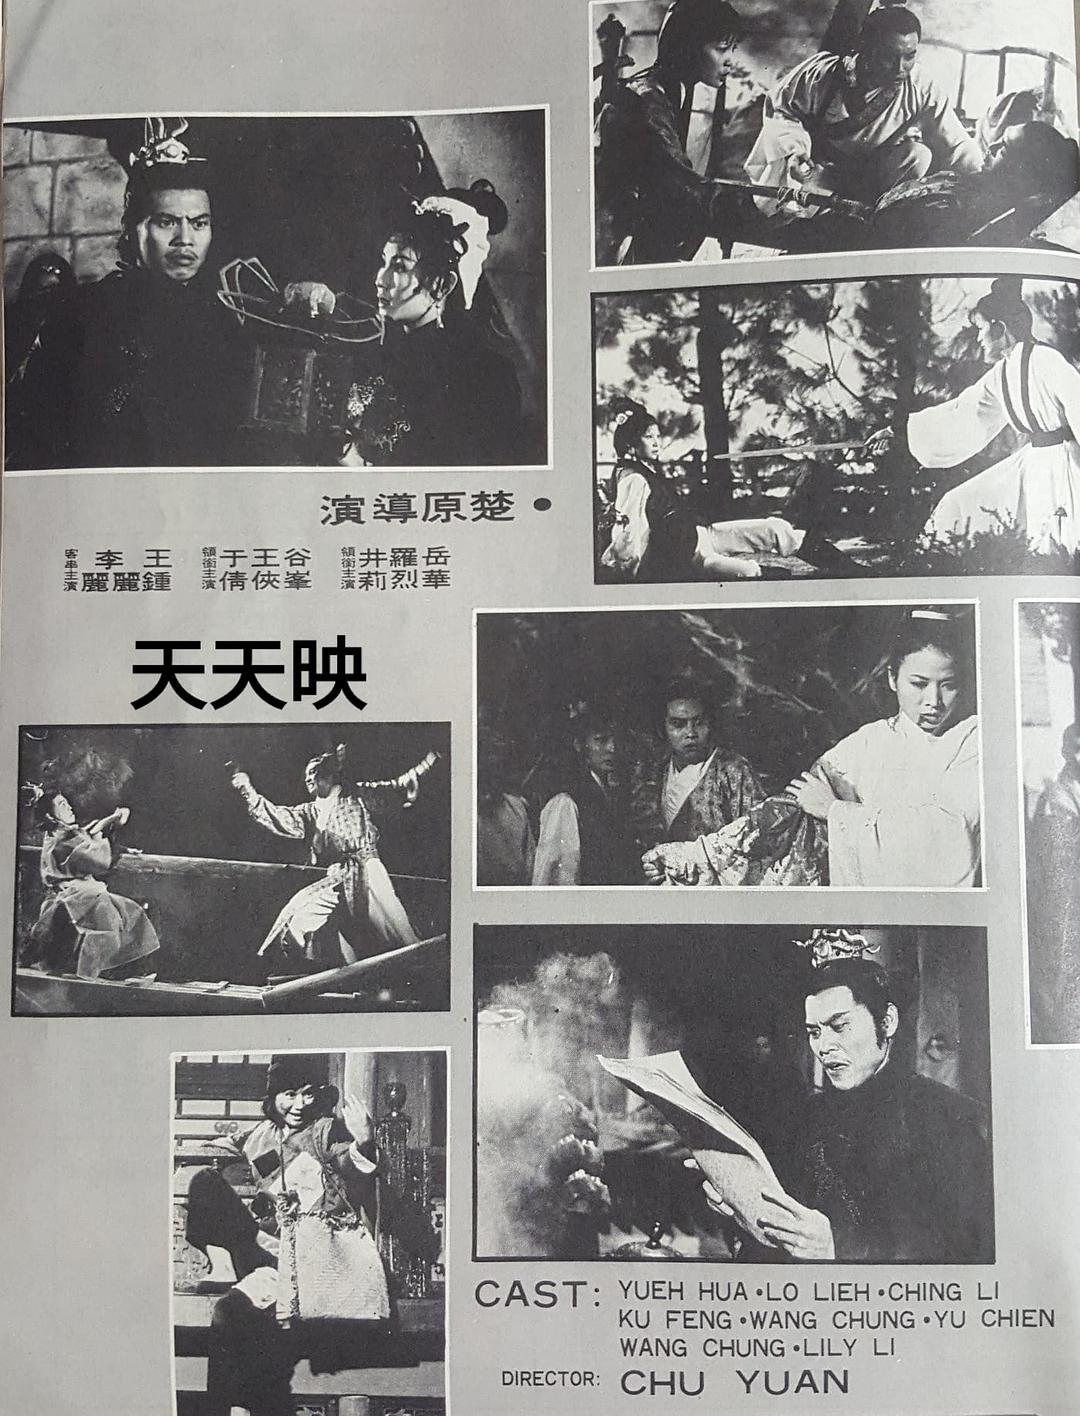 ●楚原導演
岳華 羅烈 井莉 領銜主演
谷峯 王俠 于倩 領銜主演
王鍾 李麗麗 客串主演
天天映
CAST: YUEH HUA•LO LIEH•CHING LI
KU FENG•WANG CHUNG•YU CHIEN
WANG CHUNG•LILY LI
DIRECTOR: CHU YUAN